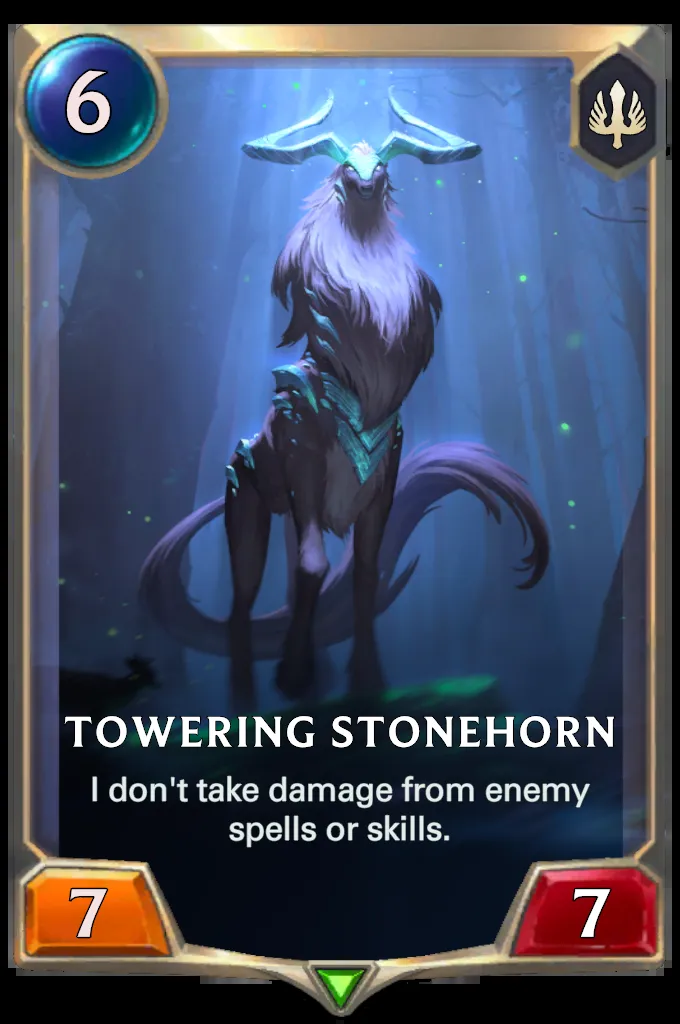 6
TOWERING STONEHORN
I don't take damage from enemy
spells or skills.
7
7